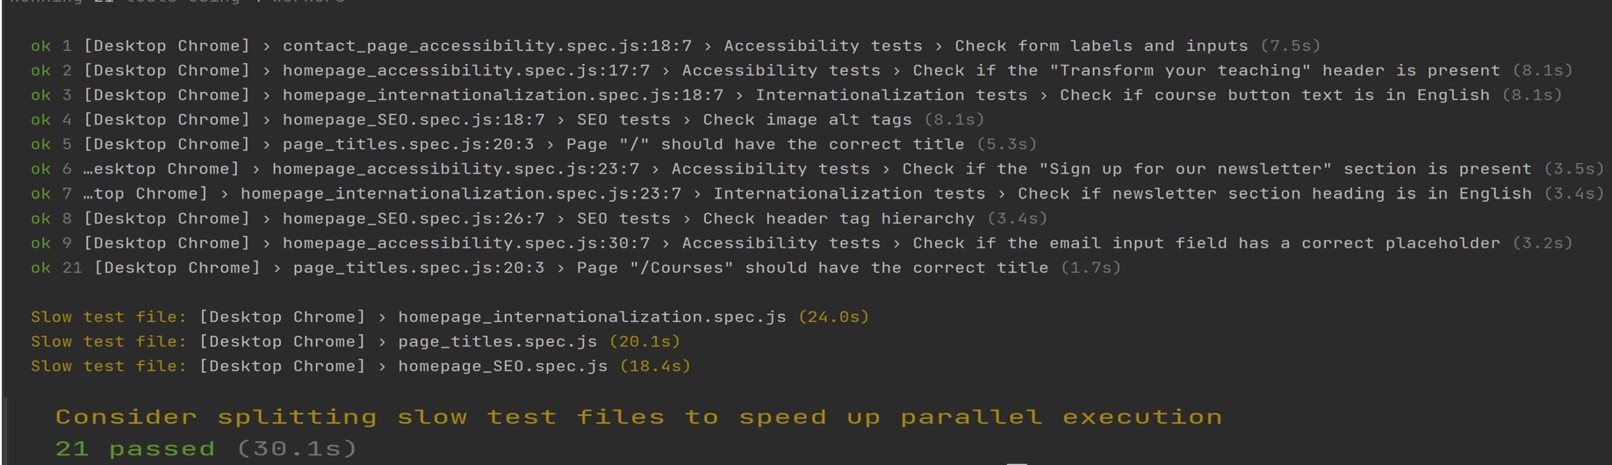 ok 1 [Desktop Chrome] › contact_page_accessibility.spec.js:18:7 › Accessibility tests › Check form labels and inputs (7.5s)
ok 2 [Desktop Chrome] › homepage_accessibility.spec.js:17:7 › Accessibility tests › Check if the "Transform your teaching" header is present (8.1s)
ok 3 [Desktop Chrome] › homepage_internationalization.spec.js:18:7 › Internationalization tests › Check if course button text is in English (8.1s)
ok 4 [Desktop Chrome] › homepage_SEO.spec.js:18:7 › SEO tests › Check image alt tags (8.1s)
ok 5 [Desktop Chrome] › page_titles.spec.js:20:3 › Page "/" should have the correct title (5.3s)
ok 6 …esktop Chrome] › homepage_accessibility.spec.js:23:7 › Accessibility tests › Check if the "Sign up for our newsletter" section is present (3.5s)
ok 7 …top Chrome] › homepage_internationalization.spec.js:23:7 › Internationalization tests › Check if newsletter section heading is in English (3.4s)
ok 8 [Desktop Chrome] › homepage_SEO.spec.js:26:7 › SEO tests › Check header tag hierarchy (3.4s)
ok 9 [Desktop Chrome] › homepage_accessibility.spec.js:30:7 › Accessibility tests › Check if the email input field has a correct placeholder (3.2s)
ok 21 [Desktop Chrome] › page_titles.spec.js:20:3 › Page "/Courses" should have the correct title (1.7s)
Slow test file: [Desktop Chrome] › homepage_internationalization.spec.js (24.0s)
Slow test file: [Desktop Chrome] › page_titles.spec.js (20.1s)
Slow test file: [Desktop Chrome] › homepage_SEO.spec.js (18.4s)
Consider splitting slow test files to speed up parallel execution
21 passed (30.1s)